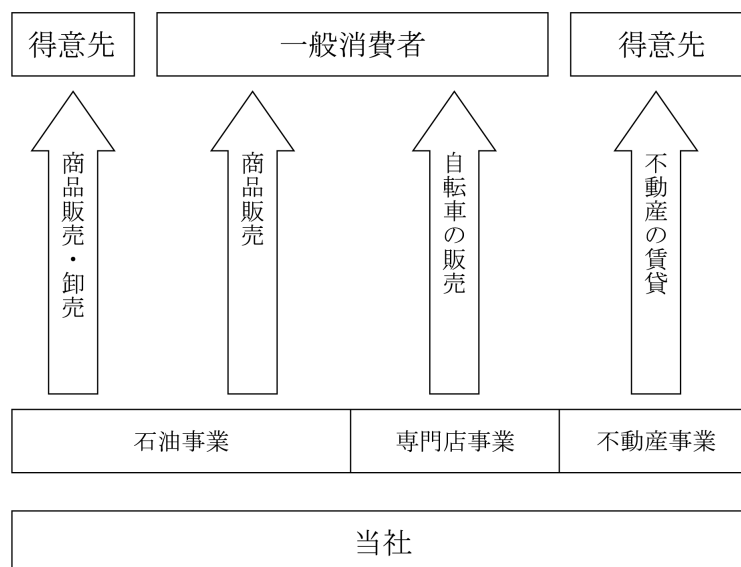 得意先
一般消費者
得意先
商品販売・卸売
商品販売
自転車の販売
不動産の賃貸
石油事業
専門店事業
不動産事業
当社